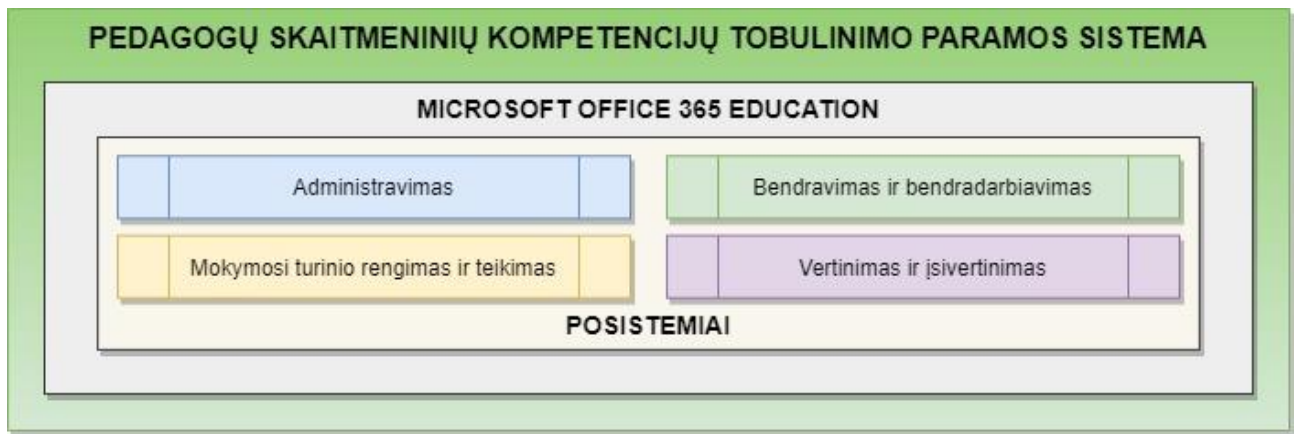 PEDAGOGŲ SKAITMENINIŲ KOMPETENCIJŲ TOBULINIMO PARAMOS SISTEMA
MICROSOFT OFFICE 365 EDUCATION
Administravimas
Bendravimas ir bendradarbiavimas
Mokymosi turinio rengimas ir teikimas
Vertinimas ir įsivertinimas
POSISTEMIAI